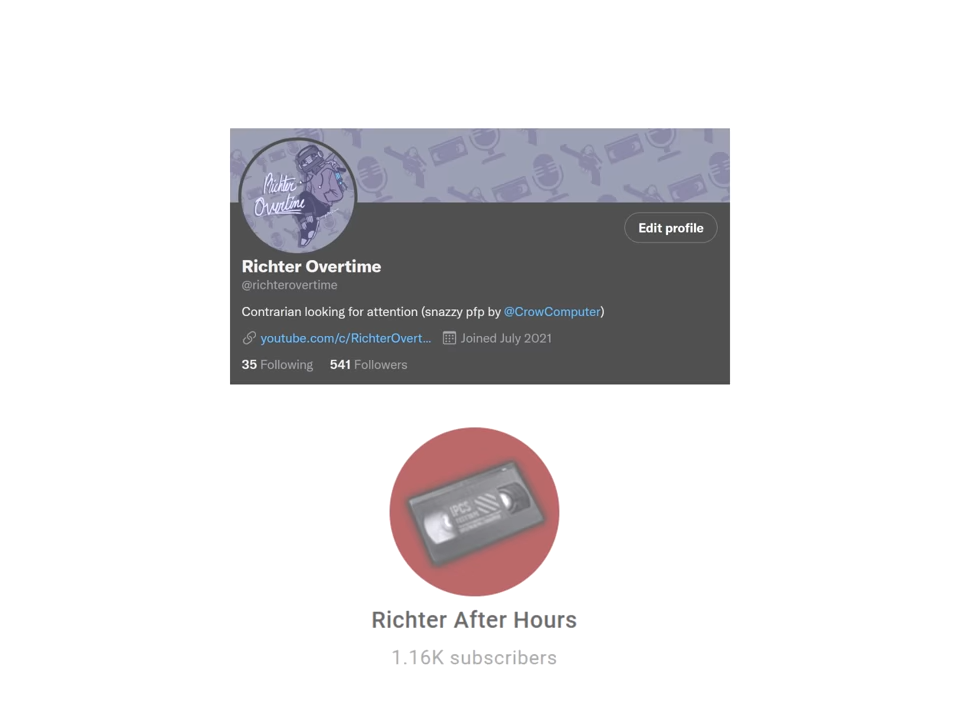 Richter
Overtime
Edit profile
Richter Overtime
@richterovertime
Contrarian looking for attention (snazzy pfp by @CrowComputer)
youtube.com/c/RichterOvert... Joined July 2021
35 Following 541 Followers
IPCS
Richter After Hours
1.16K subscribers